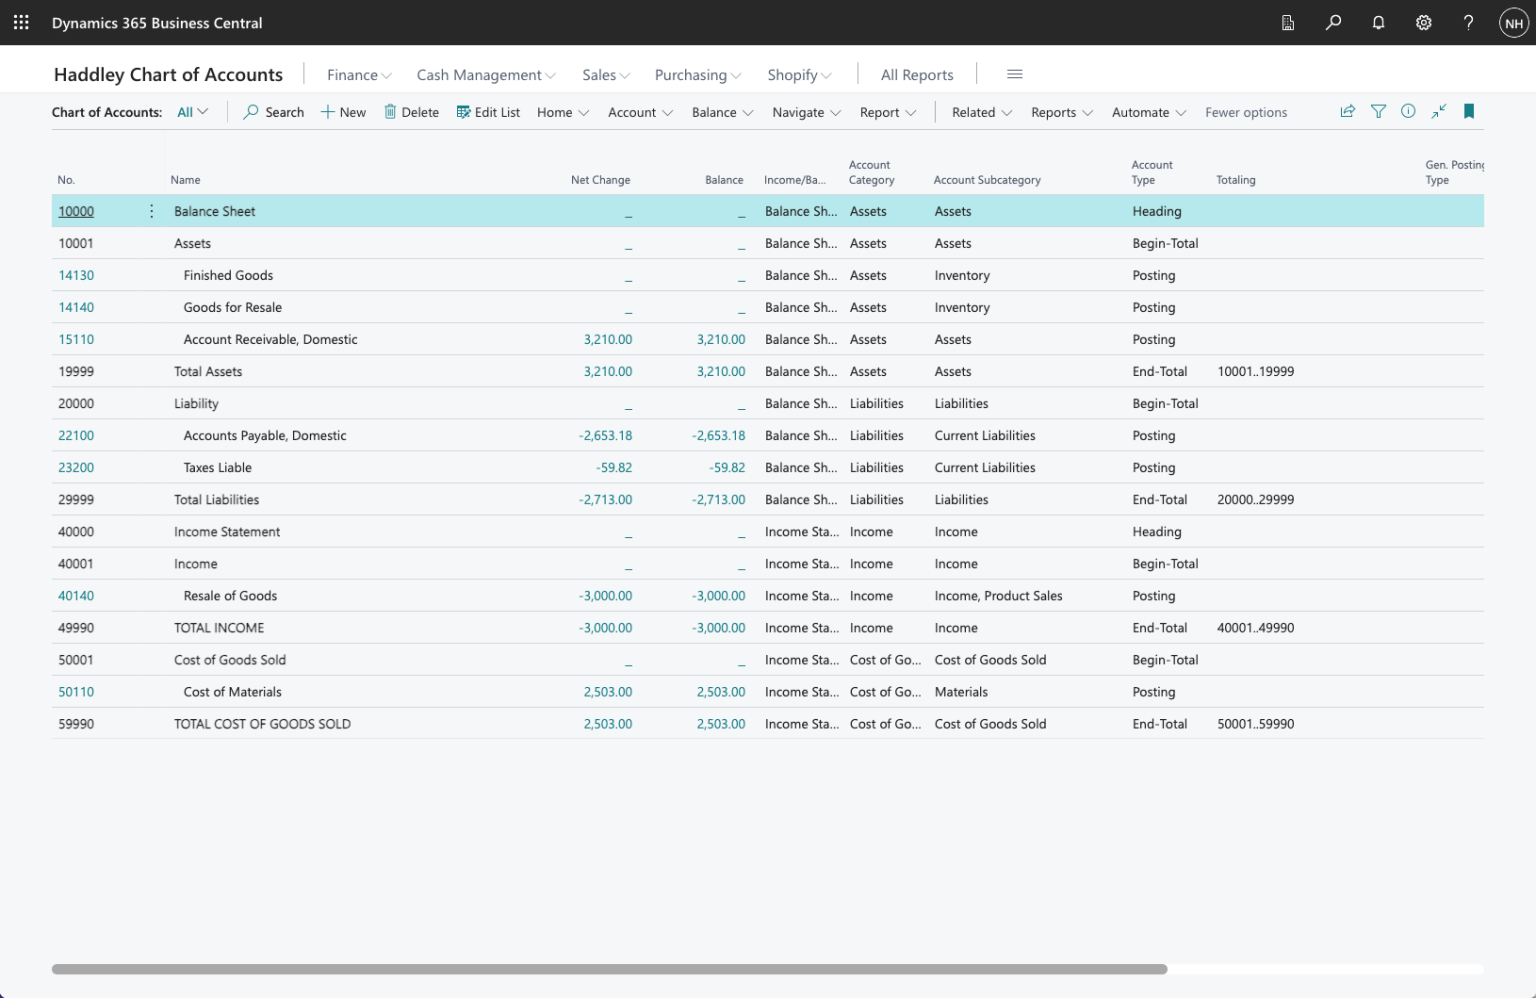 Dynamics 365 Business Central
NH
Haddley Chart of Accounts Finance Cash Management Sales Purchasing Shopify All Reports
Chart of Accounts: All Search New Delete Edit List Home Account Balance Navigate Report Related Reports Automate Fewer options
No. Name Net Change Balance Income/Ba... Account Category Account Subcategory Account Type Totaling Gen. Posting Type
10000 Balance Sheet _ _ Balance Sh... Assets Assets Heading
10001 Assets _ _ Balance Sh... Assets Assets Begin-Total
14130 Finished Goods _ _ Balance Sh... Assets Inventory Posting
14140 Goods for Resale _ _ Balance Sh... Assets Inventory Posting
15110 Account Receivable, Domestic 3,210.00 3,210.00 Balance Sh... Assets Assets Posting
19999 Total Assets 3,210.00 3,210.00 Balance Sh... Assets Assets End-Total 10001..19999
20000 Liability _ _ Balance Sh... Liabilities Liabilities Begin-Total
22100 Accounts Payable, Domestic -2,653.18 -2,653.18 Balance Sh... Liabilities Current Liabilities Posting
23200 Taxes Liable -59.82 -59.82 Balance Sh... Liabilities Current Liabilities Posting
29999 Total Liabilities -2,713.00 -2,713.00 Balance Sh... Liabilities Liabilities End-Total 20000..29999
40000 Income Statement _ _ Income Sta... Income Income Heading
40001 Income _ _ Income Sta... Income Income Begin-Total
40140 Resale of Goods -3,000.00 -3,000.00 Income Sta... Income Income, Product Sales Posting
49990 TOTAL INCOME -3,000.00 -3,000.00 Income Sta... Income Income End-Total 40001..49990
50001 Cost of Goods Sold _ _ Income Sta... Cost of Go... Cost of Goods Sold Begin-Total
50110 Cost of Materials 2,503.00 2,503.00 Income Sta... Cost of Go... Materials Posting
59990 TOTAL COST OF GOODS SOLD 2,503.00 2,503.00 Income Sta... Cost of Go... Cost of Goods Sold End-Total 50001..59990